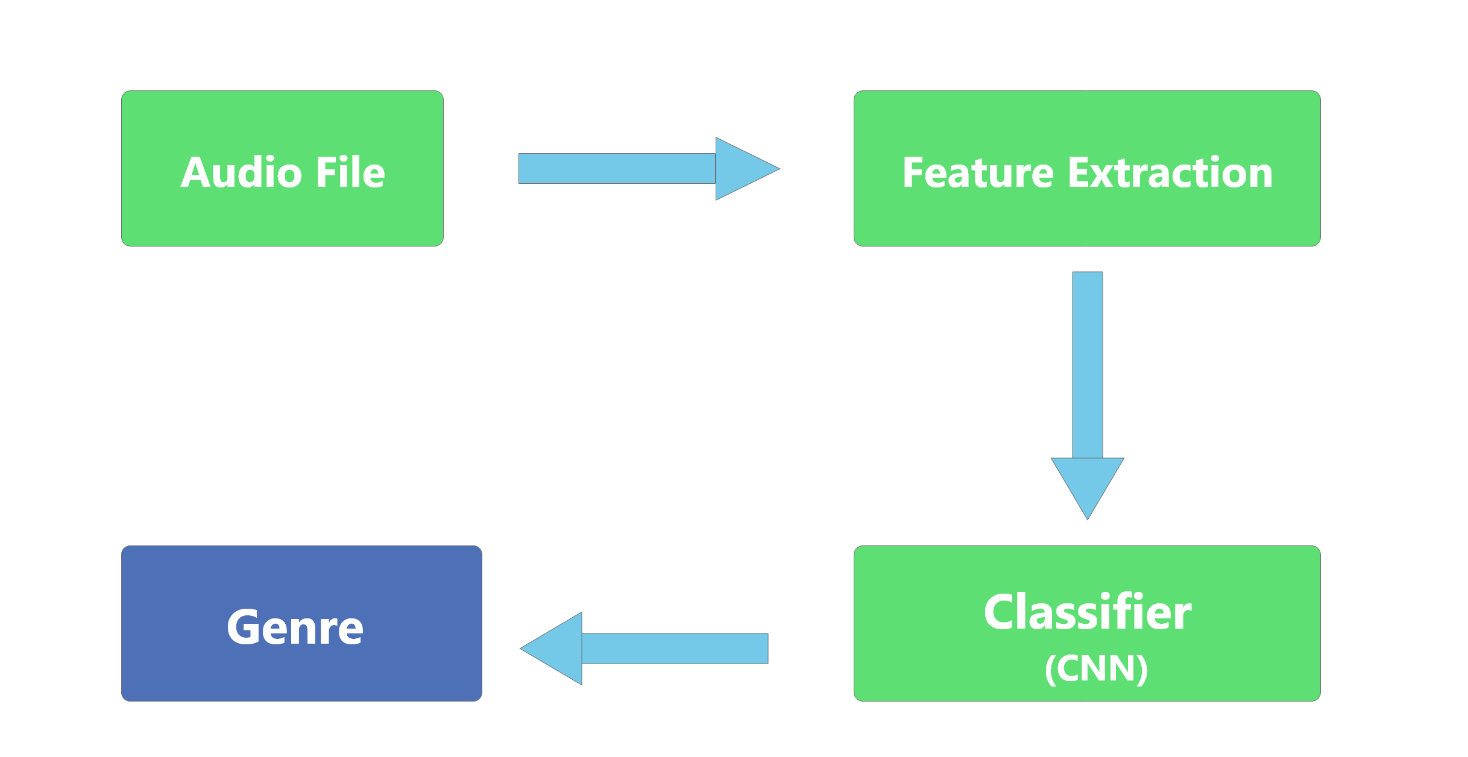 Audio File
Feature Extraction
Classifier
(CNN)
Genre